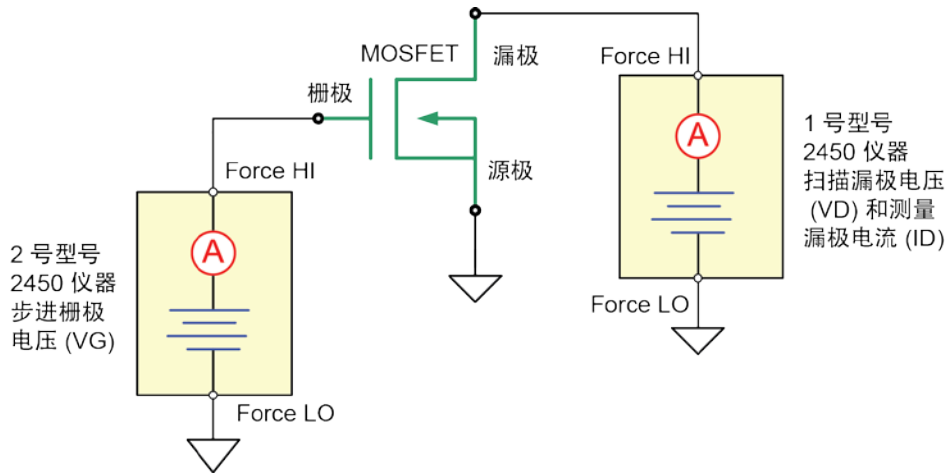 MOSFET
漏极
栅极
源极
Force HI
A
Force LO
1 号型号
2450 仪器
扫描漏极电压
(VD) 和测量
漏极电流 (ID)
Force HI
A
Force LO
2 号型号
2450 仪器
步进栅极
电压 (VG)